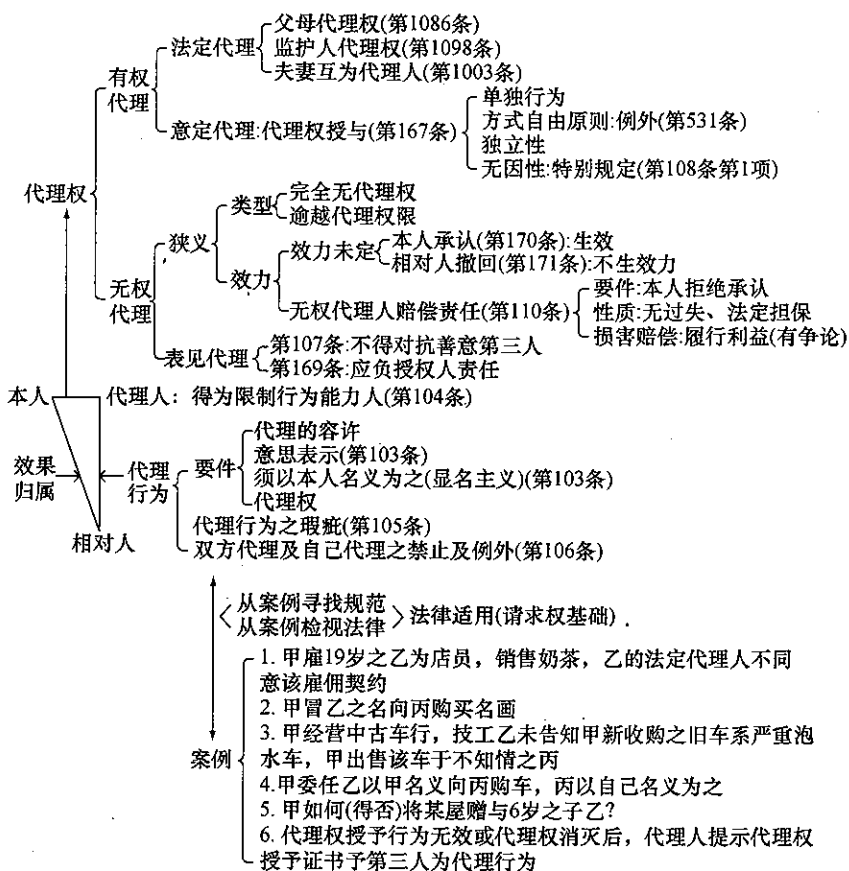 父母代理权(第1086条)
法定代理 监护人代理权(第1098条)
夫妻互为代理人(第1003条)
有权
代理
单独行为
方式自由原则:例外(第531条)
意定代理:代理权授与(第167条)
独立性
无因性:特别规定(第108条第1项)
代理权
完全无代理权
类型
逾越代理权限
狭义
本人承认(第170条):生效
效力未定
相对人撤回(第171条):不生效力
效力
无权
代理
要件:本人拒绝承认
无权代理人赔偿责任(第110条) 性质:无过失、法定担保
损害赔偿:履行利益(有争论)
第107条:不得对抗善意第三人
表见代理
第169条:应负授权人责任
本人 代理人：得为限制行为能力人(第104条)
代理的容许
意思表示(第103条)
要件
须以本人名义为之(显名主义)(第103条)
代理权
效果
归属
代理
行为
代理行为之瑕疵(第105条)
相对人
双方代理及自己代理之禁止及例外(第106条)
从案例寻找规范
从案例检视法律
法律适用(请求权基础).
案例
1. 甲雇19岁之乙为店员，销售奶茶，乙的法定代理人不同
意该雇佣契约
2. 甲冒乙之名向丙购买名画
3. 甲经营中古车行，技工乙未告知甲新收购之旧车系严重泡
水车，甲出售该车于不知情之丙
4.甲委任乙以甲名义向丙购车，丙以自己名义为之
5. 甲如何(得否)将某屋赠与6岁之子乙?
6. 代理权授予行为无效或代理权消灭后，代理人提示代理权
授予证书予第三人为代理行为